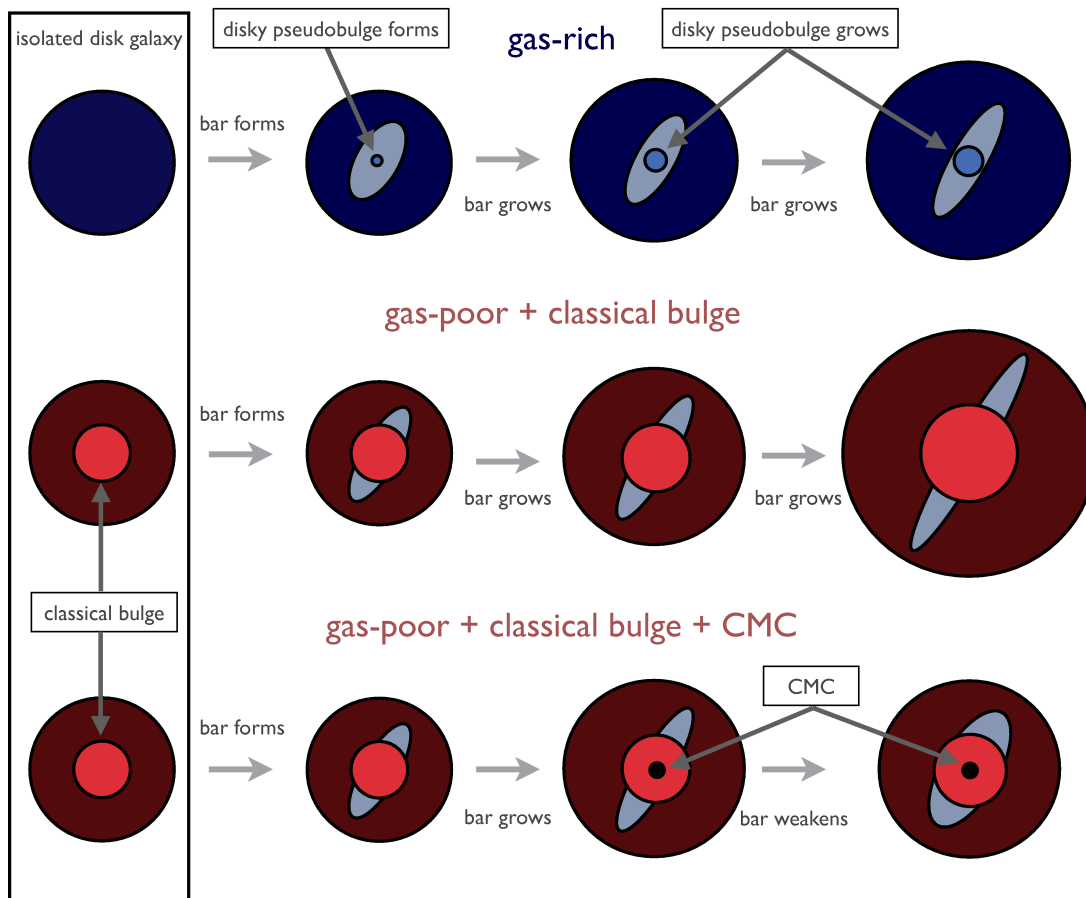 isolated disk galaxy
disky pseudobulge forms
gas-rich
disky pseudobulge grows
bar forms
bar grows
bar grows
gas-poor + classical bulge
bar forms
bar grows
bar grows
classical bulge
gas-poor + classical bulge + CMC
CMC
bar forms
bar grows
bar weakens